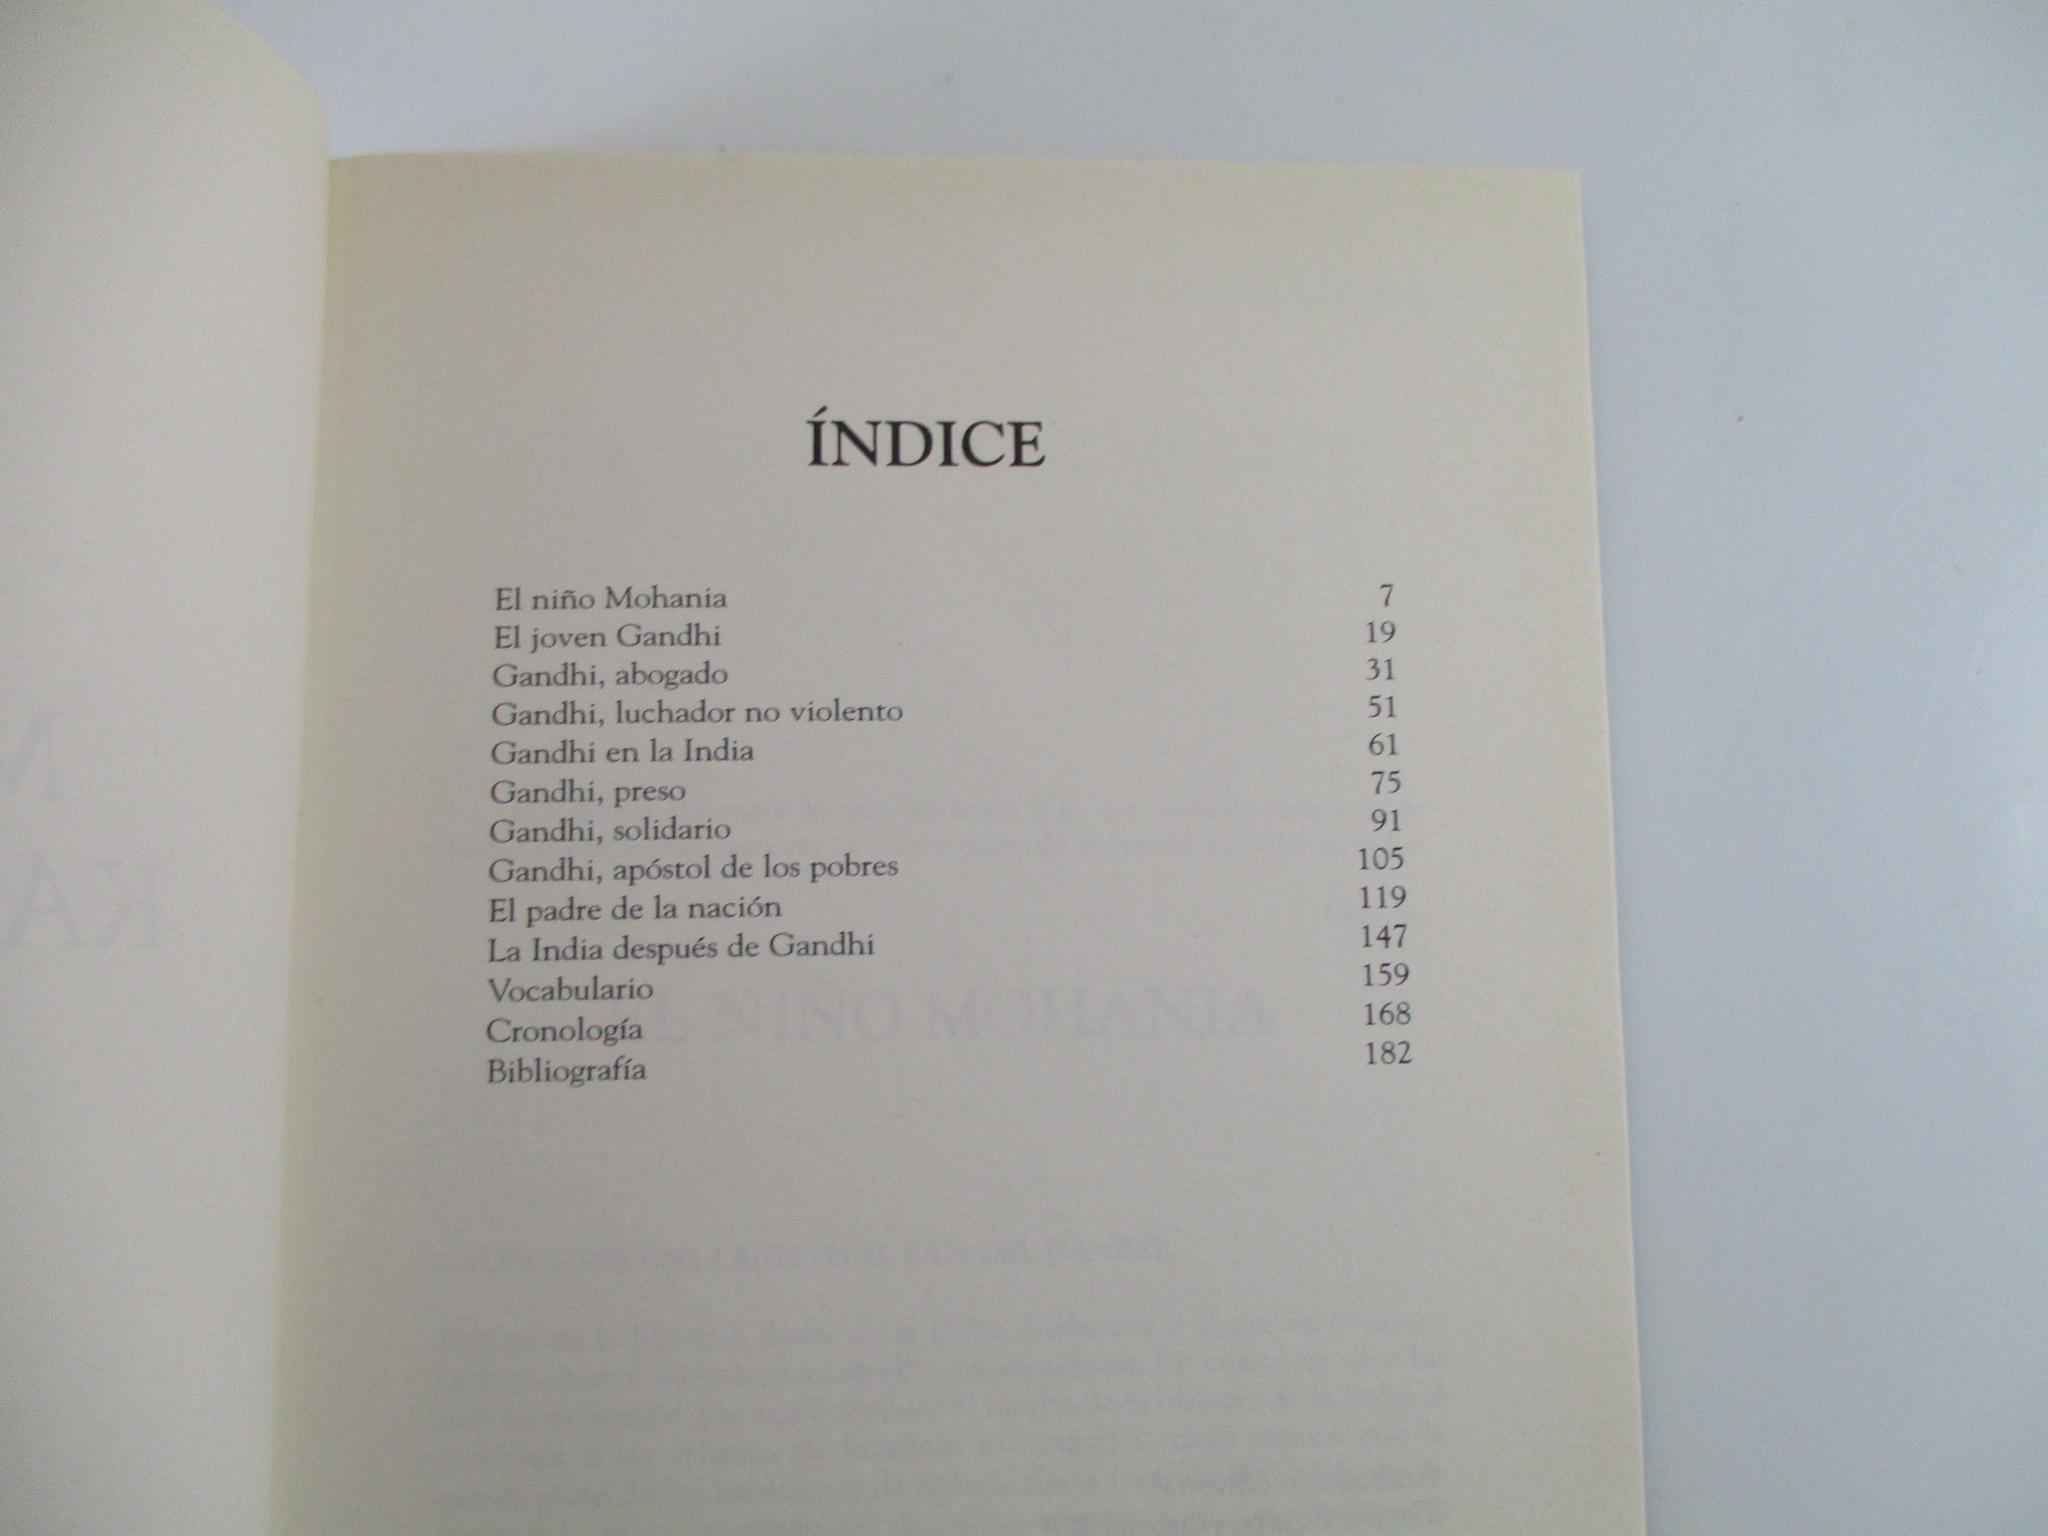 ÍNDICE
El niño Mohania 7
El joven Gandhi 19
Gandhi, abogado 31
Gandhi, luchador no violento 51
Gandhi en la India 61
Gandhi, preso 75
Gandhi, solidario 91
Gandhi, apóstol de los pobres 105
El padre de la nación 119
La India después de Gandhi 147
Vocabulario 159
Cronología 168
Bibliografía 182